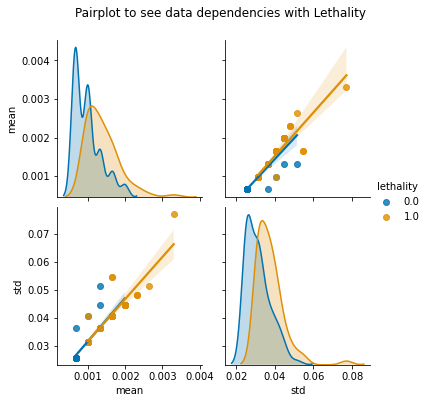 Pairplot to see data dependencies with Lethality
0.004
0.003
0.002
0.001
mean
lethality
0.0
1.0
0.07
0.06
0.05
0.04
0.03
std
0.001 0.002 0.003 0.004
mean
0.02 0.04 0.06 0.08
std